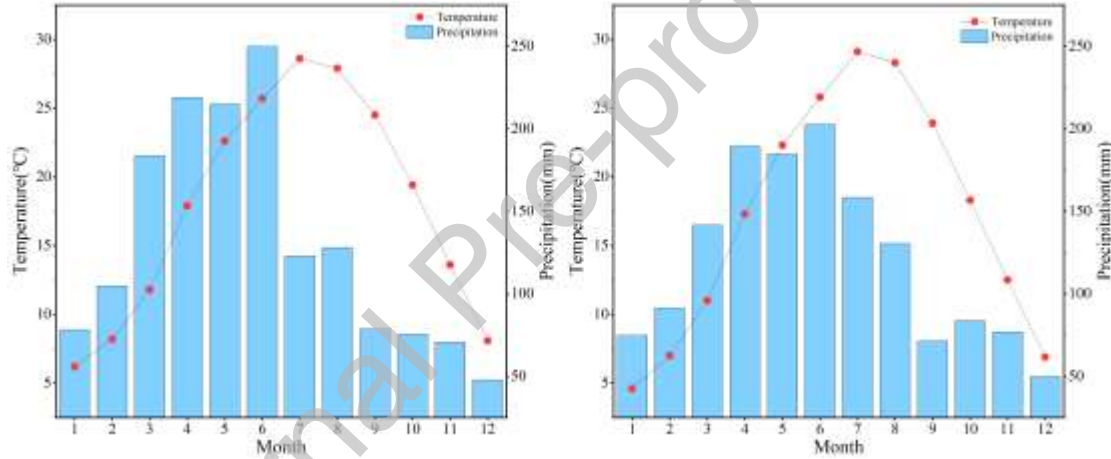 Temperature
Precipitation
30
25
20
15
10
5
250
200
150
100
50
Temperature(°C)
Precipitation(mm)
1 2 3 4 5 6 7 8 9 10 11 12
Month
Temperature
Precipitation
30
25
20
15
10
5
250
200
150
100
50
Temperature(°C)
Precipitation(mm)
1 2 3 4 5 6 7 8 9 10 11 12
Month
nal Pre-pro